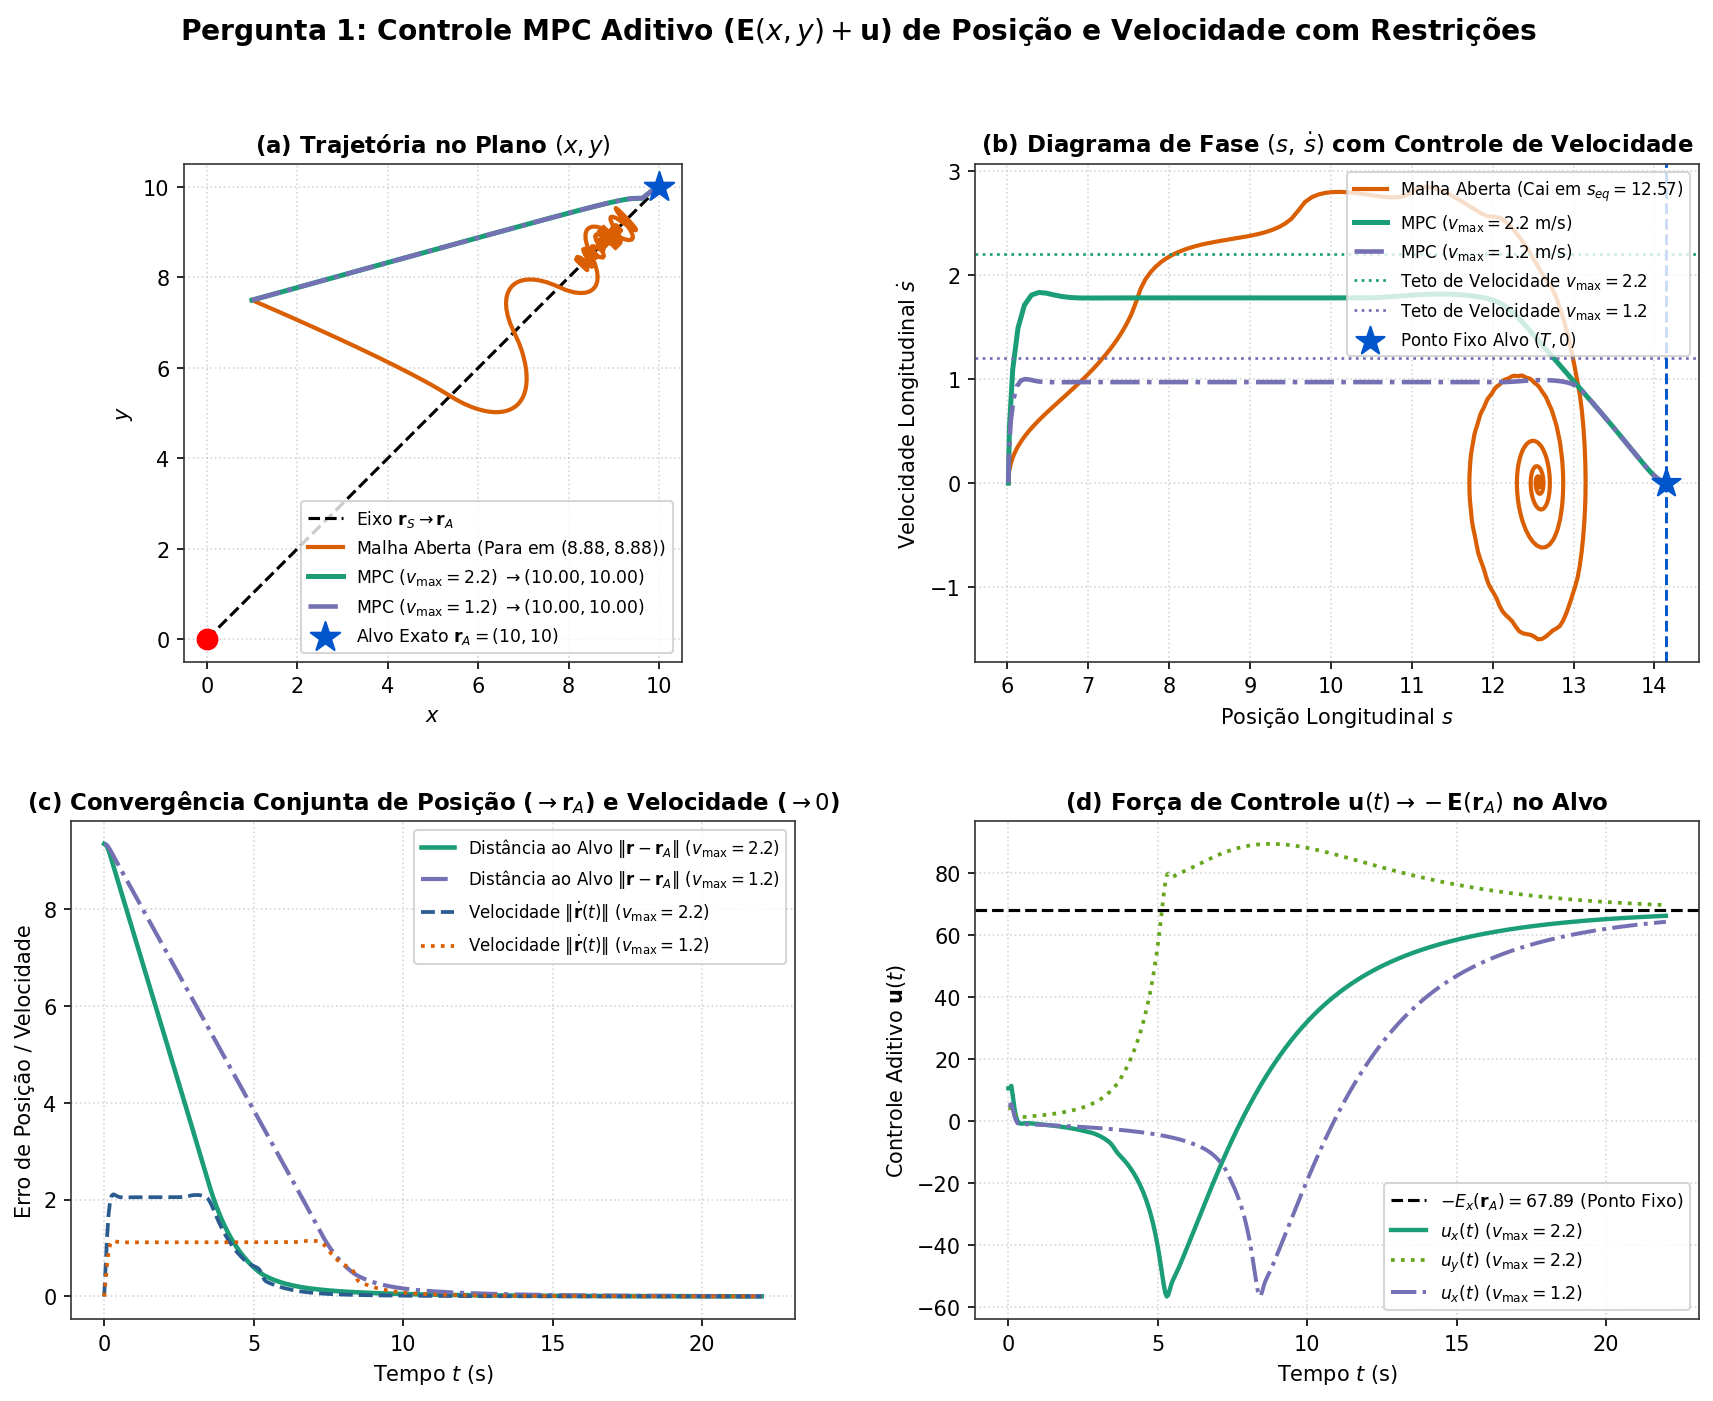 Pergunta 1: Controle MPC Aditivo (E(x, y) + u) de Posição e Velocidade com Restrições
(a) Trajetória no Plano (x, y)
10
8
6
4
2
0
y
0 2 4 6 8 10
x
Eixo r_S → r_A
Malha Aberta (Para em (8.88, 8.88))
MPC (v_max = 2.2) → (10.00, 10.00)
MPC (v_max = 1.2) → (10.00, 10.00)
Alvo Exato r_A = (10, 10)
(b) Diagrama de Fase (s, ṡ) com Controle de Velocidade
3
2
1
0
−1
Velocidade Longitudinal ṡ
6 7 8 9 10 11 12 13 14
Posição Longitudinal s
Malha Aberta (Cai em s_eq = 12.57)
MPC (v_max = 2.2 m/s)
MPC (v_max = 1.2 m/s)
Teto de Velocidade v_max = 2.2
Teto de Velocidade v_max = 1.2
Ponto Fixo Alvo (T, 0)
(c) Convergência Conjunta de Posição (→ r_A) e Velocidade (→ 0)
8
6
4
2
0
Erro de Posição / Velocidade
0 5 10 15 20
Tempo t (s)
Distância ao Alvo ‖r − r_A‖ (v_max = 2.2)
Distância ao Alvo ‖r − r_A‖ (v_max = 1.2)
Velocidade ‖ṙ(t)‖ (v_max = 2.2)
Velocidade ‖ṙ(t)‖ (v_max = 1.2)
(d) Força de Controle u(t) → −E(r_A) no Alvo
80
60
40
20
0
−20
−40
−60
Controle Aditivo u(t)
0 5 10 15 20
Tempo t (s)
−E_x(r_A) = 67.89 (Ponto Fixo)
u_x(t) (v_max = 2.2)
u_y(t) (v_max = 2.2)
u_x(t) (v_max = 1.2)